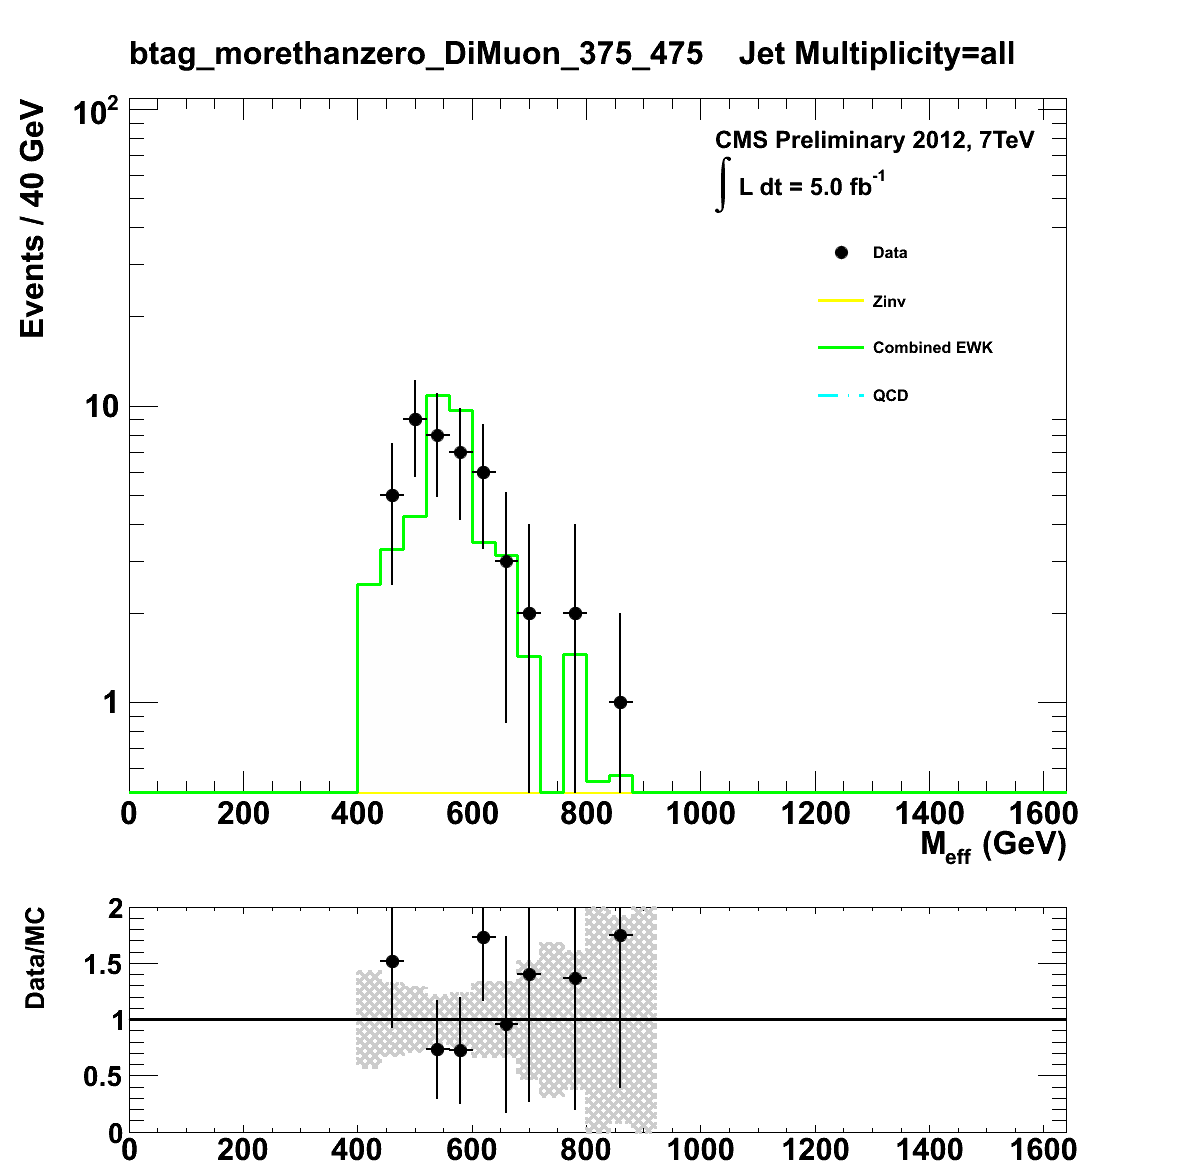 btag_morethanzero_DiMuon_375_475 Jet Multiplicity=all
Events / 40 GeV
10²
10
1
CMS Preliminary 2012, 7TeV
∫ L dt = 5.0 fb⁻¹
Data
Zinv
Combined EWK
QCD
0 200 400 600 800 1000 1200 1400 1600
M_eff (GeV)
Data/MC
2
1.5
1
0.5
0
0 200 400 600 800 1000 1200 1400 1600